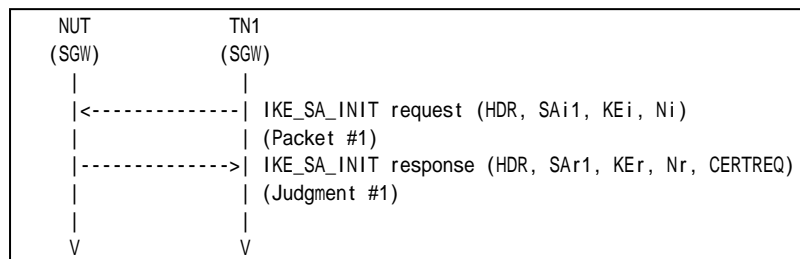 NUT TN1
(SGW) (SGW)
| |
|<--------------| IKE_SA_INIT request (HDR, SAi1, KEi, Ni)
| | (Packet #1)
|-------------->| IKE_SA_INIT response (HDR, SAr1, KEr, Nr, CERTREQ)
| | (Judgment #1)
| |
V V